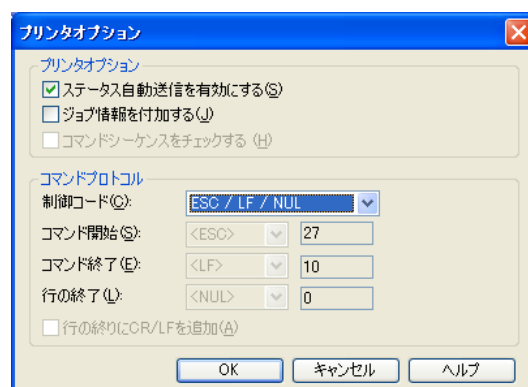 プリンタオプション
プリンタオプション
ステータス自動送信を有効にする(S)
ジョブ情報を付加する(J)
コマンドシーケンスをチェックする (H)
コマンドプロトコル
制御コード(C): ESC / LF / NUL
コマンド開始(S): <ESC> 27
コマンド終了(E): <LF> 10
行の終了(L): <NUL> 0
行の終りにCR/LFを追加(A)
OK キャンセル ヘルプ